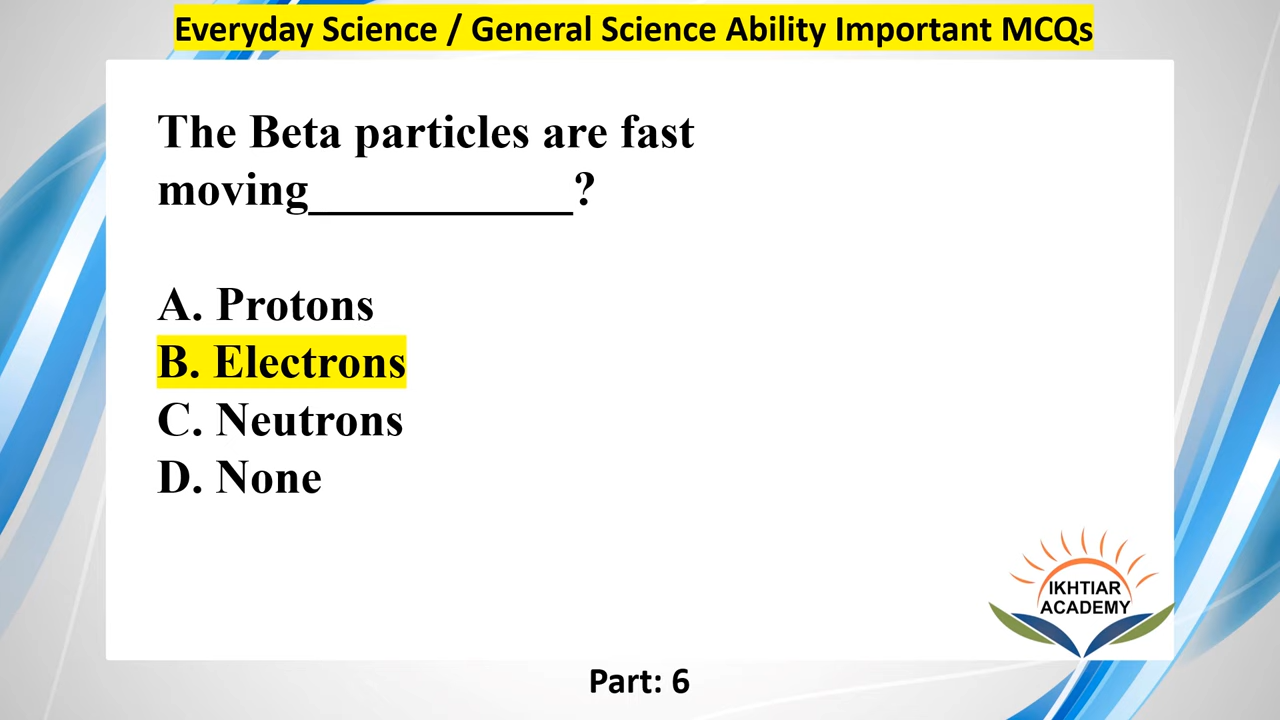 Everyday Science / General Science Ability Important MCQs
The Beta particles are fast
moving___________?
A. Protons
B. Electrons
C. Neutrons
D. None
IKHTIAR
ACADEMY
Part: 6